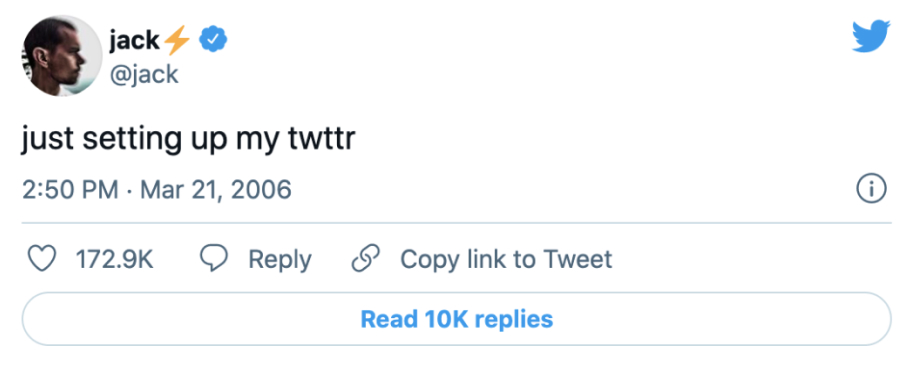 jack⚡
@jack
just setting up my twttr
2:50 PM · Mar 21, 2006
172.9K Reply Copy link to Tweet
Read 10K replies